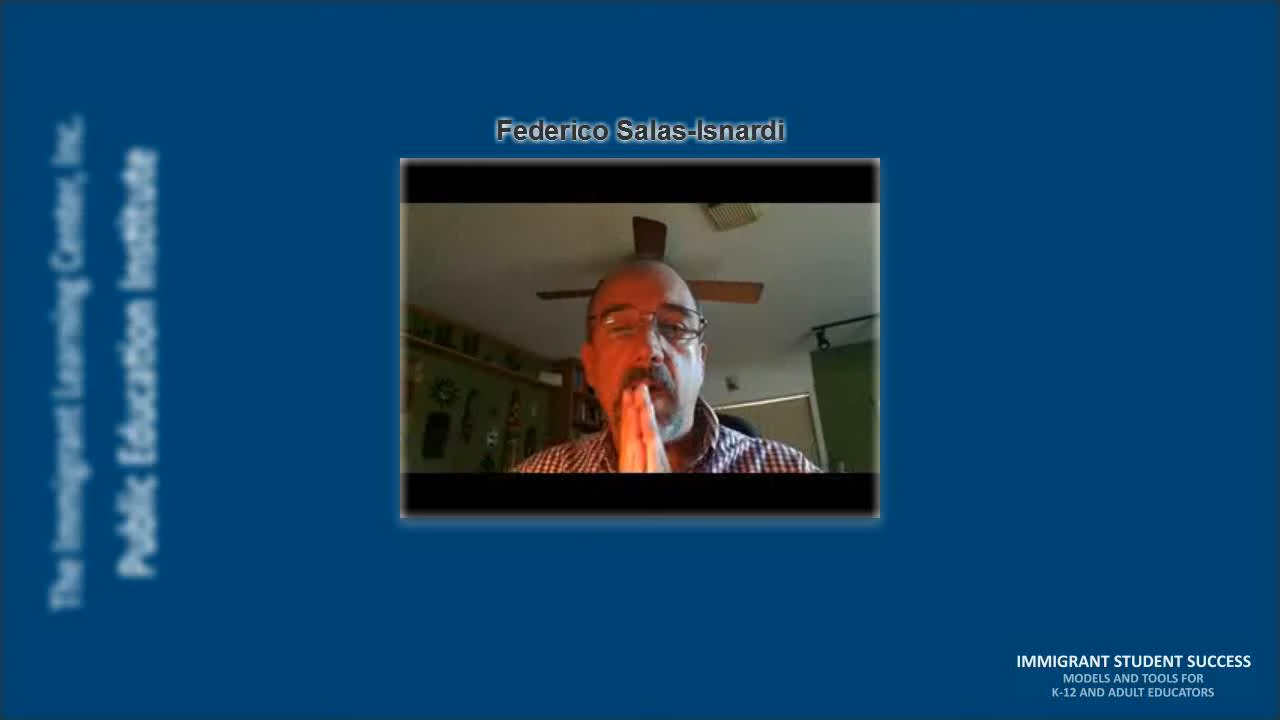 Federico Salas-Isnardi
The Immigrant Learning Center, Inc.
Public Education Institute
IMMIGRANT STUDENT SUCCESS
MODELS AND TOOLS FOR
K-12 AND ADULT EDUCATORS